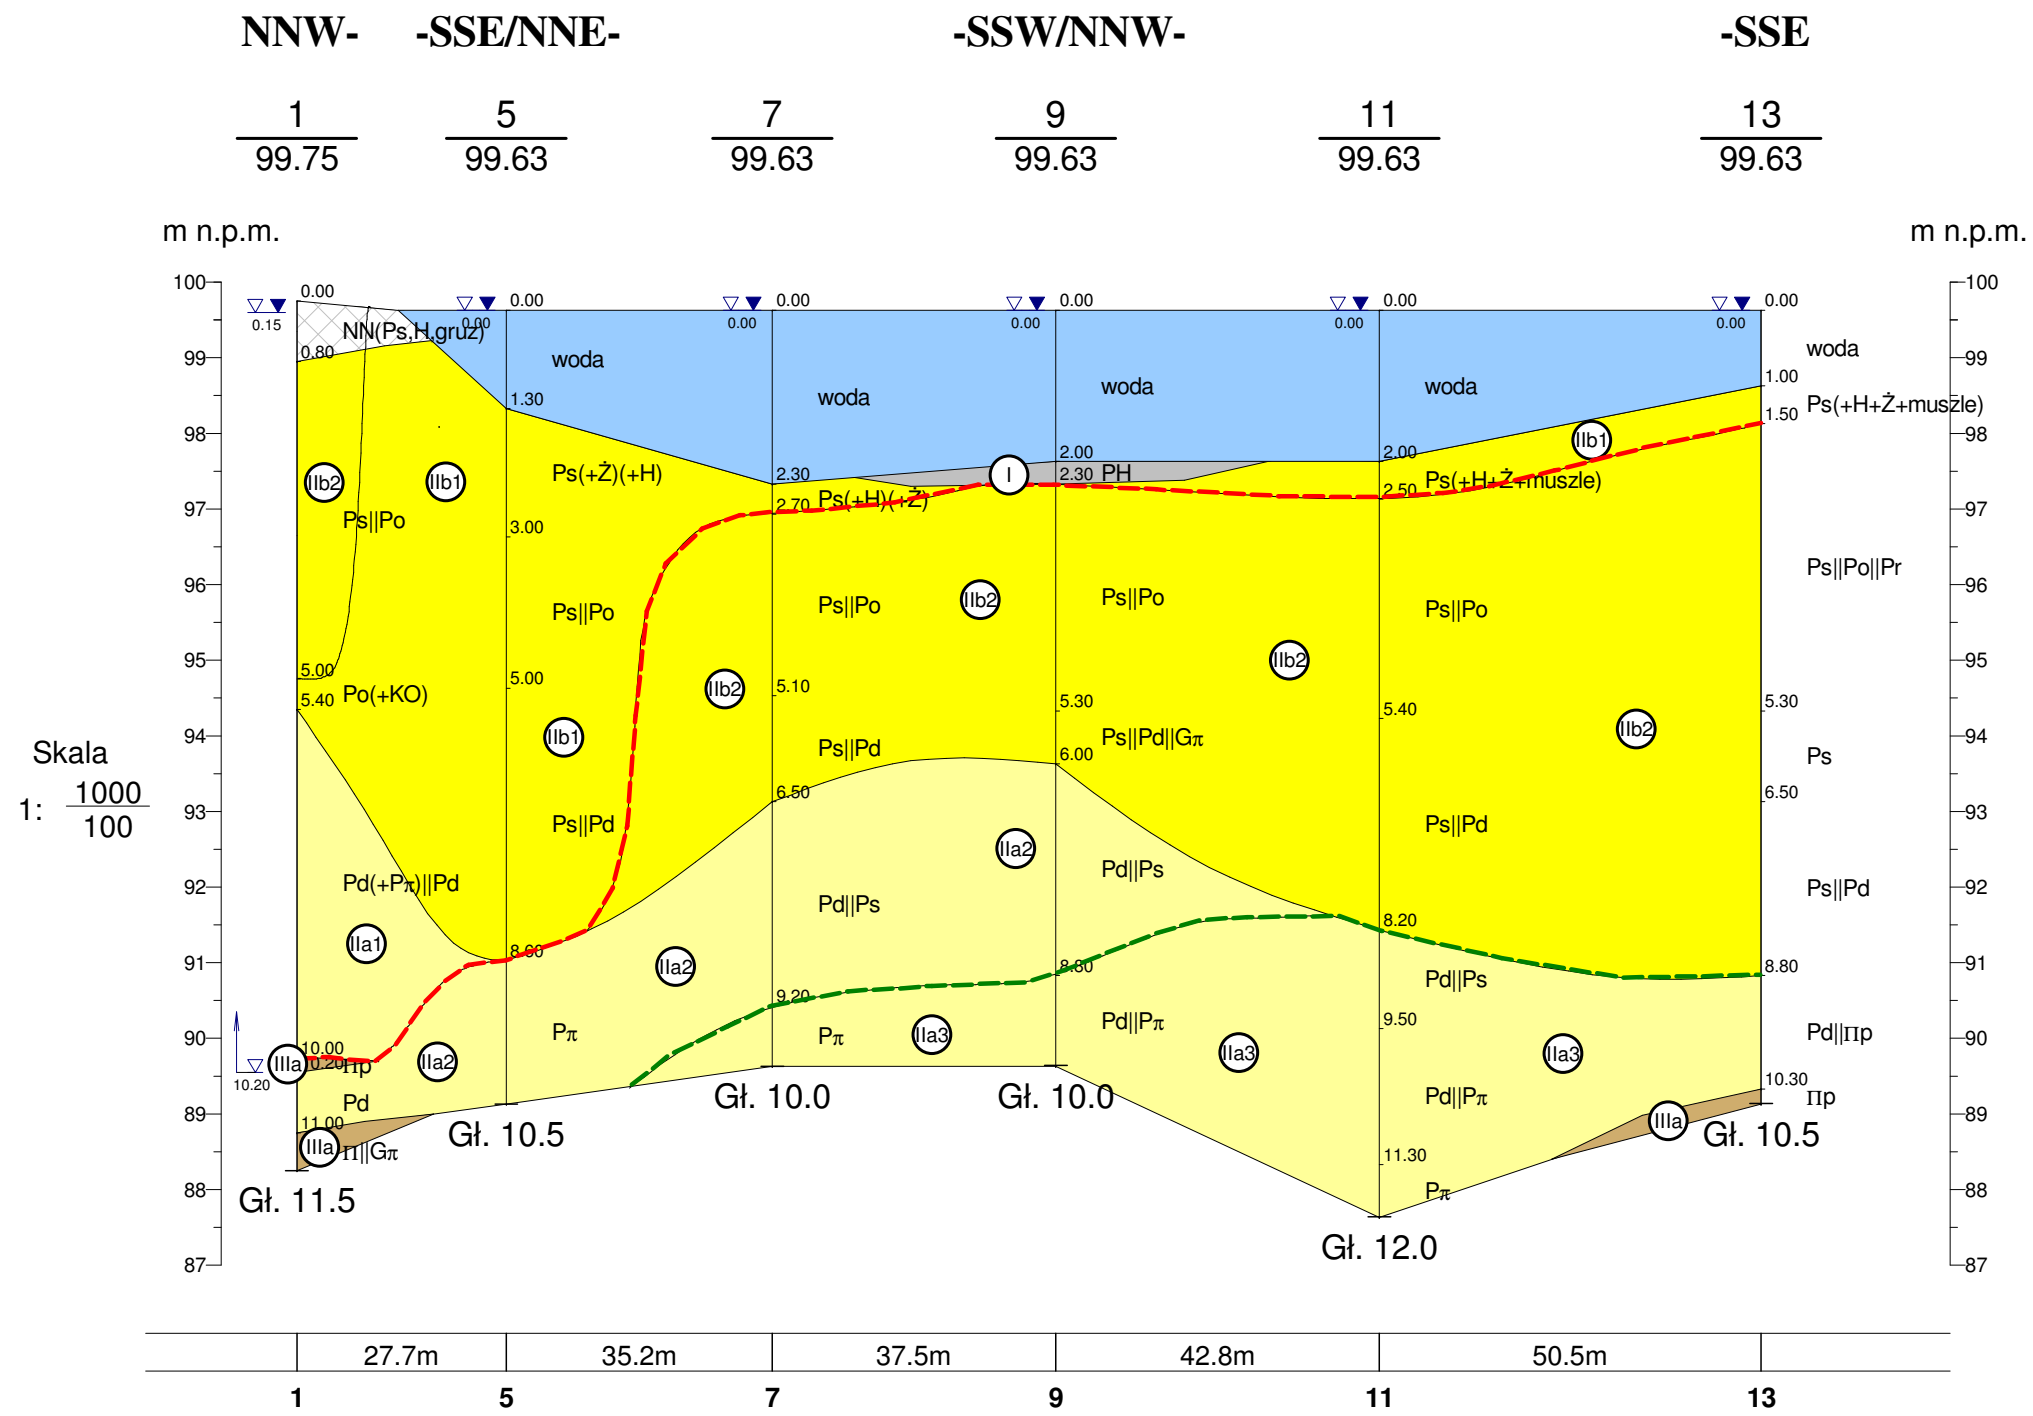 NNW- -SSE/NNE- -SSW/NNW- -SSE
1 5 7 9 11 13
99.75 99.63 99.63 99.63 99.63 99.63
m n.p.m. m n.p.m.
100 0.00 0.00 0.00 0.00 0.00 0.00 100
0.15 0.00 0.00 0.00 0.00 0.00
NN(Ps,H,gruz)
99 0.80 woda woda 99
woda woda 1.00
woda 1.30 Ps(+H+Ż+muszle)
1.50
98 IIb1 98
2.00 2.00
IIb2 IIb1 Ps(+Ż)(+H) 2.30 I 2.30 PH Ps(+H+Ż+muszle)
2.70 Ps(+H)(+Ż) 2.50
97 Ps||Po 3.00 97
96 Ps||Po||Pr 96
Ps||Po Ps||Po IIb2 Ps||Po Ps||Po
95 5.00 5.00 IIb2 95
5.40 Po(+KO) IIb2 5.10 5.30 5.40 5.30
94 IIb1 Ps||Pd Ps||Pd||Gπ IIb2 94
Skala 6.00 Ps
1: 1000 6.50 6.50
100
93 Ps||Pd Ps||Pd 93
IIa2
92 Pd(+Pπ)||Pd Pd||Ps Pd||Ps Ps||Pd 92
IIa1 8.20
91 8.60 IIa2 8.80 Pd||Ps 8.80 91
9.20
90 10.00 Pπ Pπ IIa3 Pd||Pπ 9.50 Pd||Πp 90
IIIa 10.20 Πp IIa2 IIa3 IIa3
10.20
Pd Gł. 10.0 Gł. 10.0 Pd||Pπ 10.30 Πp
89 11.00 Gł. 10.5 IIIa Gł. 10.5 89
IIIa Π||Gπ 11.30
88 Gł. 11.5 Pπ 88
Gł. 12.0
87 87
27.7m 35.2m 37.5m 42.8m 50.5m
1 5 7 9 11 13